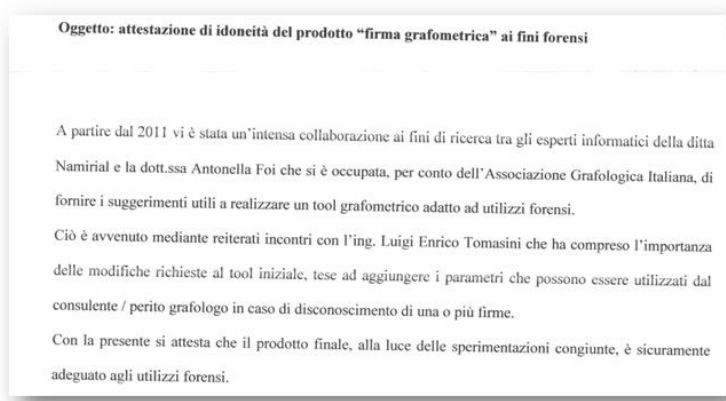 Oggetto: attestazione di idoneità del prodotto “firma grafometrica” ai fini forensi
A partire dal 2011 vi è stata un’intensa collaborazione ai fini di ricerca tra gli esperti informatici della ditta
Namirial e la dott.ssa Antonella Foi che si è occupata, per conto dell’Associazione Grafologica Italiana, di
fornire i suggerimenti utili a realizzare un tool grafometrico adatto ad utilizzi forensi.
Ciò è avvenuto mediante reiterati incontri con l’ing. Luigi Enrico Tomasini che ha compreso l’importanza
delle modifiche richieste al tool iniziale, tese ad aggiungere i parametri che possono essere utilizzati dal
consulente / perito grafologo in caso di disconoscimento di una o più firme.
Con la presente si attesta che il prodotto finale, alla luce delle sperimentazioni congiunte, è sicuramente
adeguato agli utilizzi forensi.